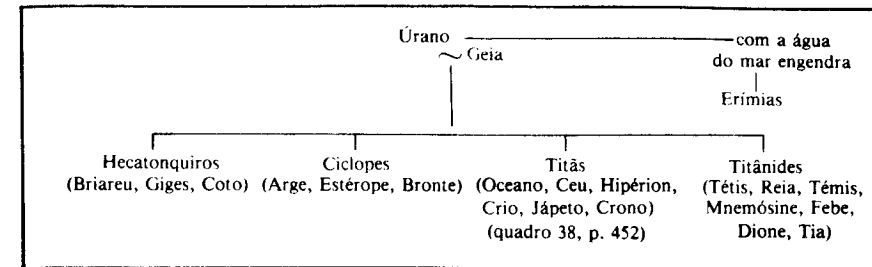 Úrano
com a água
~ Geia
do mar engendra
Erímias
Hecatonquiros
(Briareu, Giges, Coto)
Ciclopes
(Arge, Estérope, Bronte)
Titãs
(Oceano, Ceu, Hipérion,
Crio, Jápeto, Crono)
(quadro 38, p. 452)
Titânides
(Tétis, Reia, Témis,
Mnemósine, Febe,
Dione, Tia)